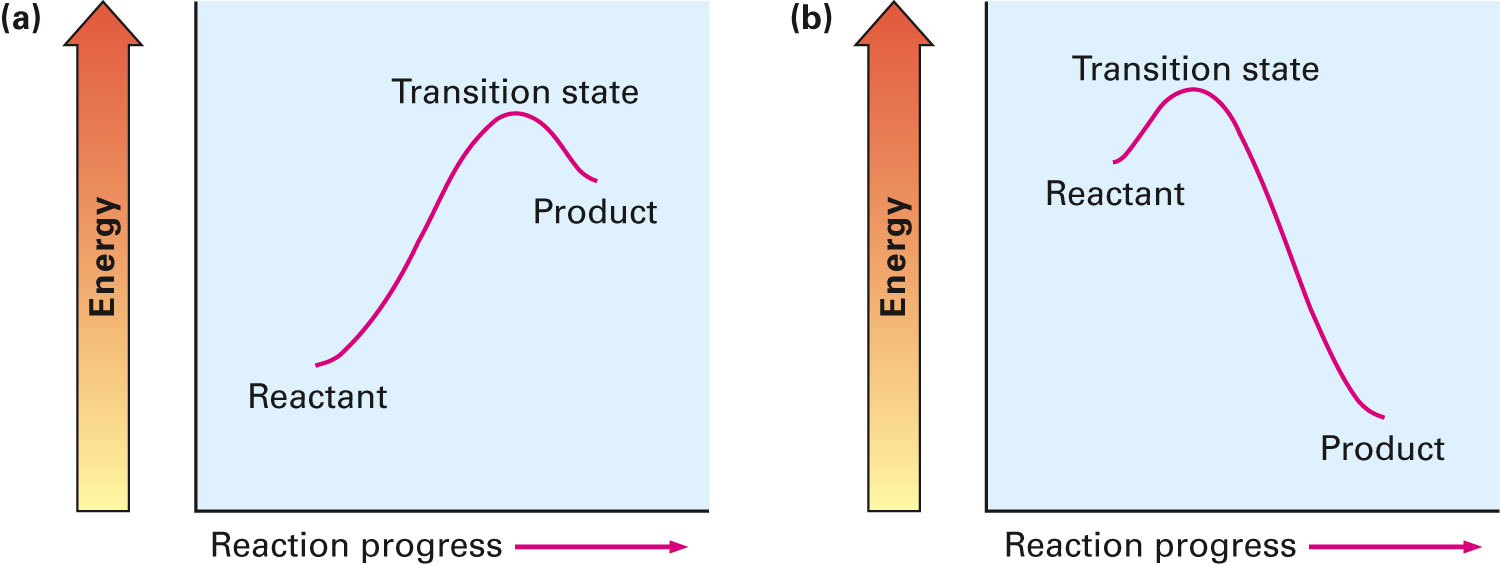 (a)
Energy
Transition state
Product
Reactant
Reaction progress
(b)
Energy
Transition state
Reactant
Product
Reaction progress